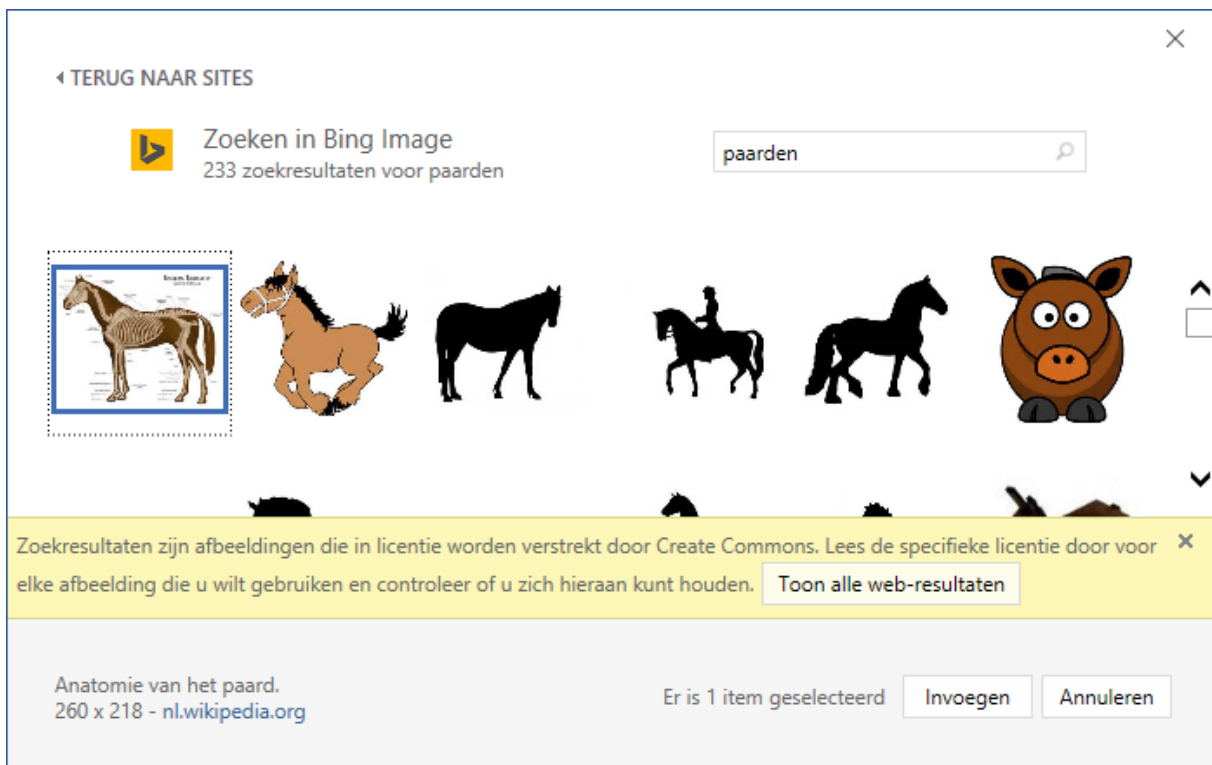 TERUG NAAR SITES
Zoeken in Bing Image
233 zoekresultaten voor paarden
paarden
Zoekresultaten zijn afbeeldingen die in licentie worden verstrekt door Create Commons. Lees de specifieke licentie door voor
elke afbeelding die u wilt gebruiken en controleer of u zich hieraan kunt houden. Toon alle web-resultaten
Anatomie van het paard.
260 x 218 - nl.wikipedia.org
Er is 1 item geselecteerd
Invoegen
Annuleren